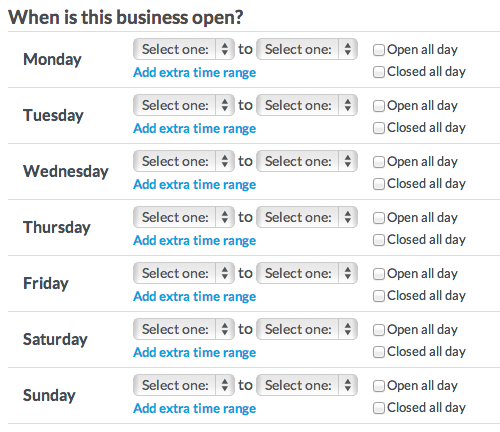 When is this business open?
Monday Select one: to Select one: Open all day
Add extra time range Closed all day
Tuesday Select one: to Select one: Open all day
Add extra time range Closed all day
Wednesday Select one: to Select one: Open all day
Add extra time range Closed all day
Thursday Select one: to Select one: Open all day
Add extra time range Closed all day
Friday Select one: to Select one: Open all day
Add extra time range Closed all day
Saturday Select one: to Select one: Open all day
Add extra time range Closed all day
Sunday Select one: to Select one: Open all day
Add extra time range Closed all day